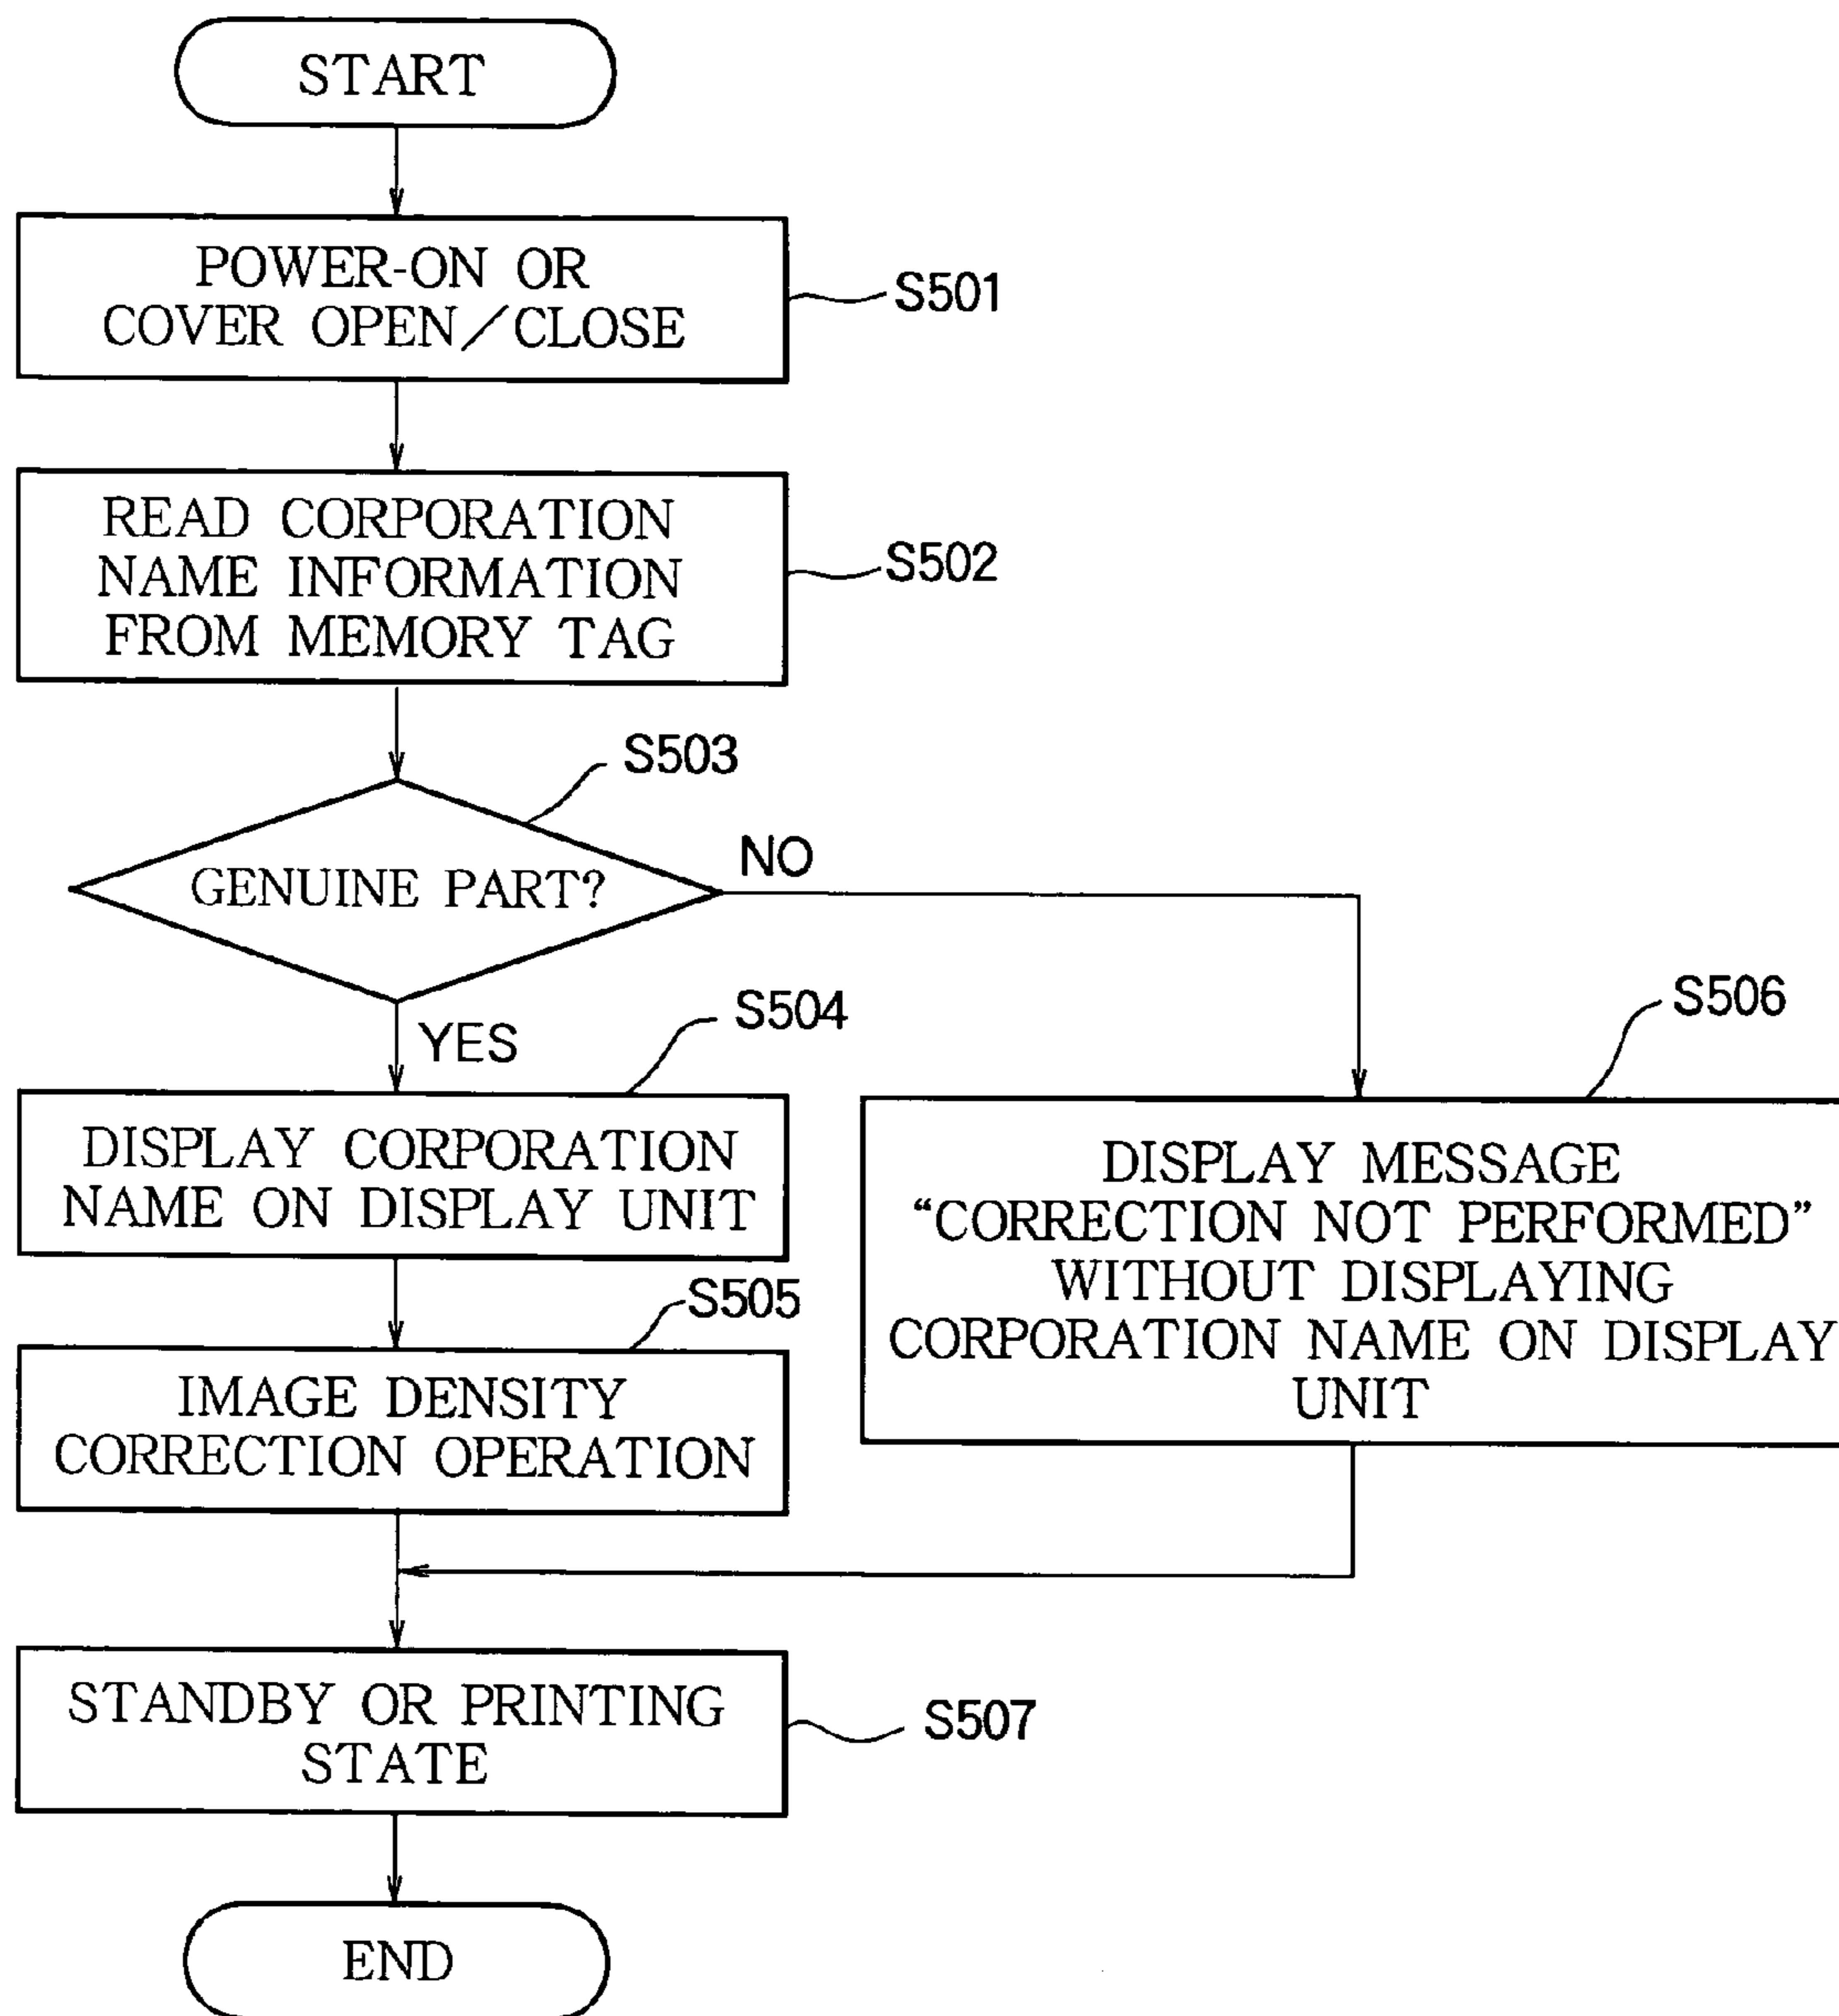 START
POWER-ON OR
COVER OPEN/CLOSE
S501
READ CORPORATION
NAME INFORMATION
FROM MEMORY TAG
S502
S503
GENUINE PART?
NO
YES
S504
DISPLAY CORPORATION
NAME ON DISPLAY UNIT
S506
DISPLAY MESSAGE
“CORRECTION NOT PERFORMED”
WITHOUT DISPLAYING
CORPORATION NAME ON DISPLAY
UNIT
S505
IMAGE DENSITY
CORRECTION OPERATION
STANDBY OR PRINTING
STATE
S507
END